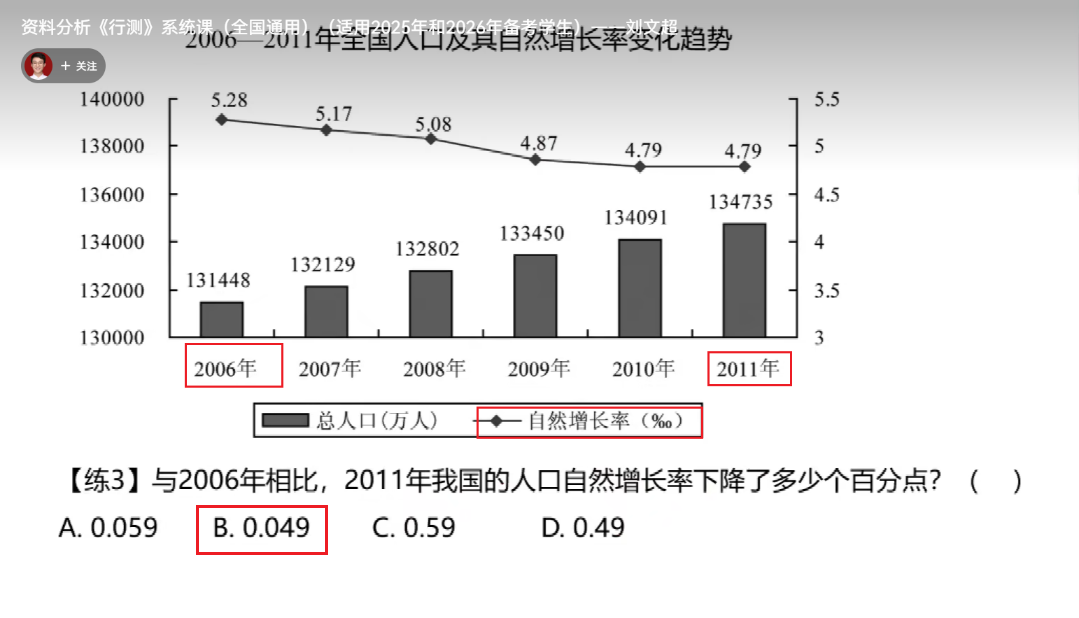 资料分析《行测》系统课（全国通用）（适用2025年和2026年备考学生）——刘文超
2006—2011年全国人口及其自然增长率变化趋势
+ 关注
140000 5.28 5.17 5.08 4.87 4.79 4.79 5.5
138000 5
136000 4.5
134000 4
132000 3.5
130000 3
131448 132129 132802 133450 134091 134735
2006年 2007年 2008年 2009年 2010年 2011年
总人口(万人) 自然增长率（‰）
【练3】与2006年相比，2011年我国的人口自然增长率下降了多少个百分点？（ ）
A. 0.059 B. 0.049 C. 0.59 D. 0.49